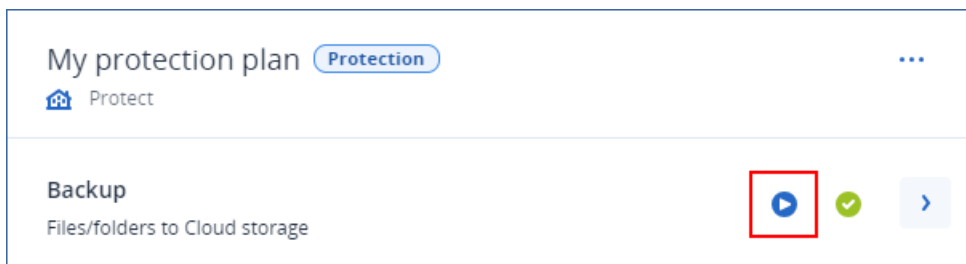 My protection plan Protection
Protect
Backup
Files/folders to Cloud storage